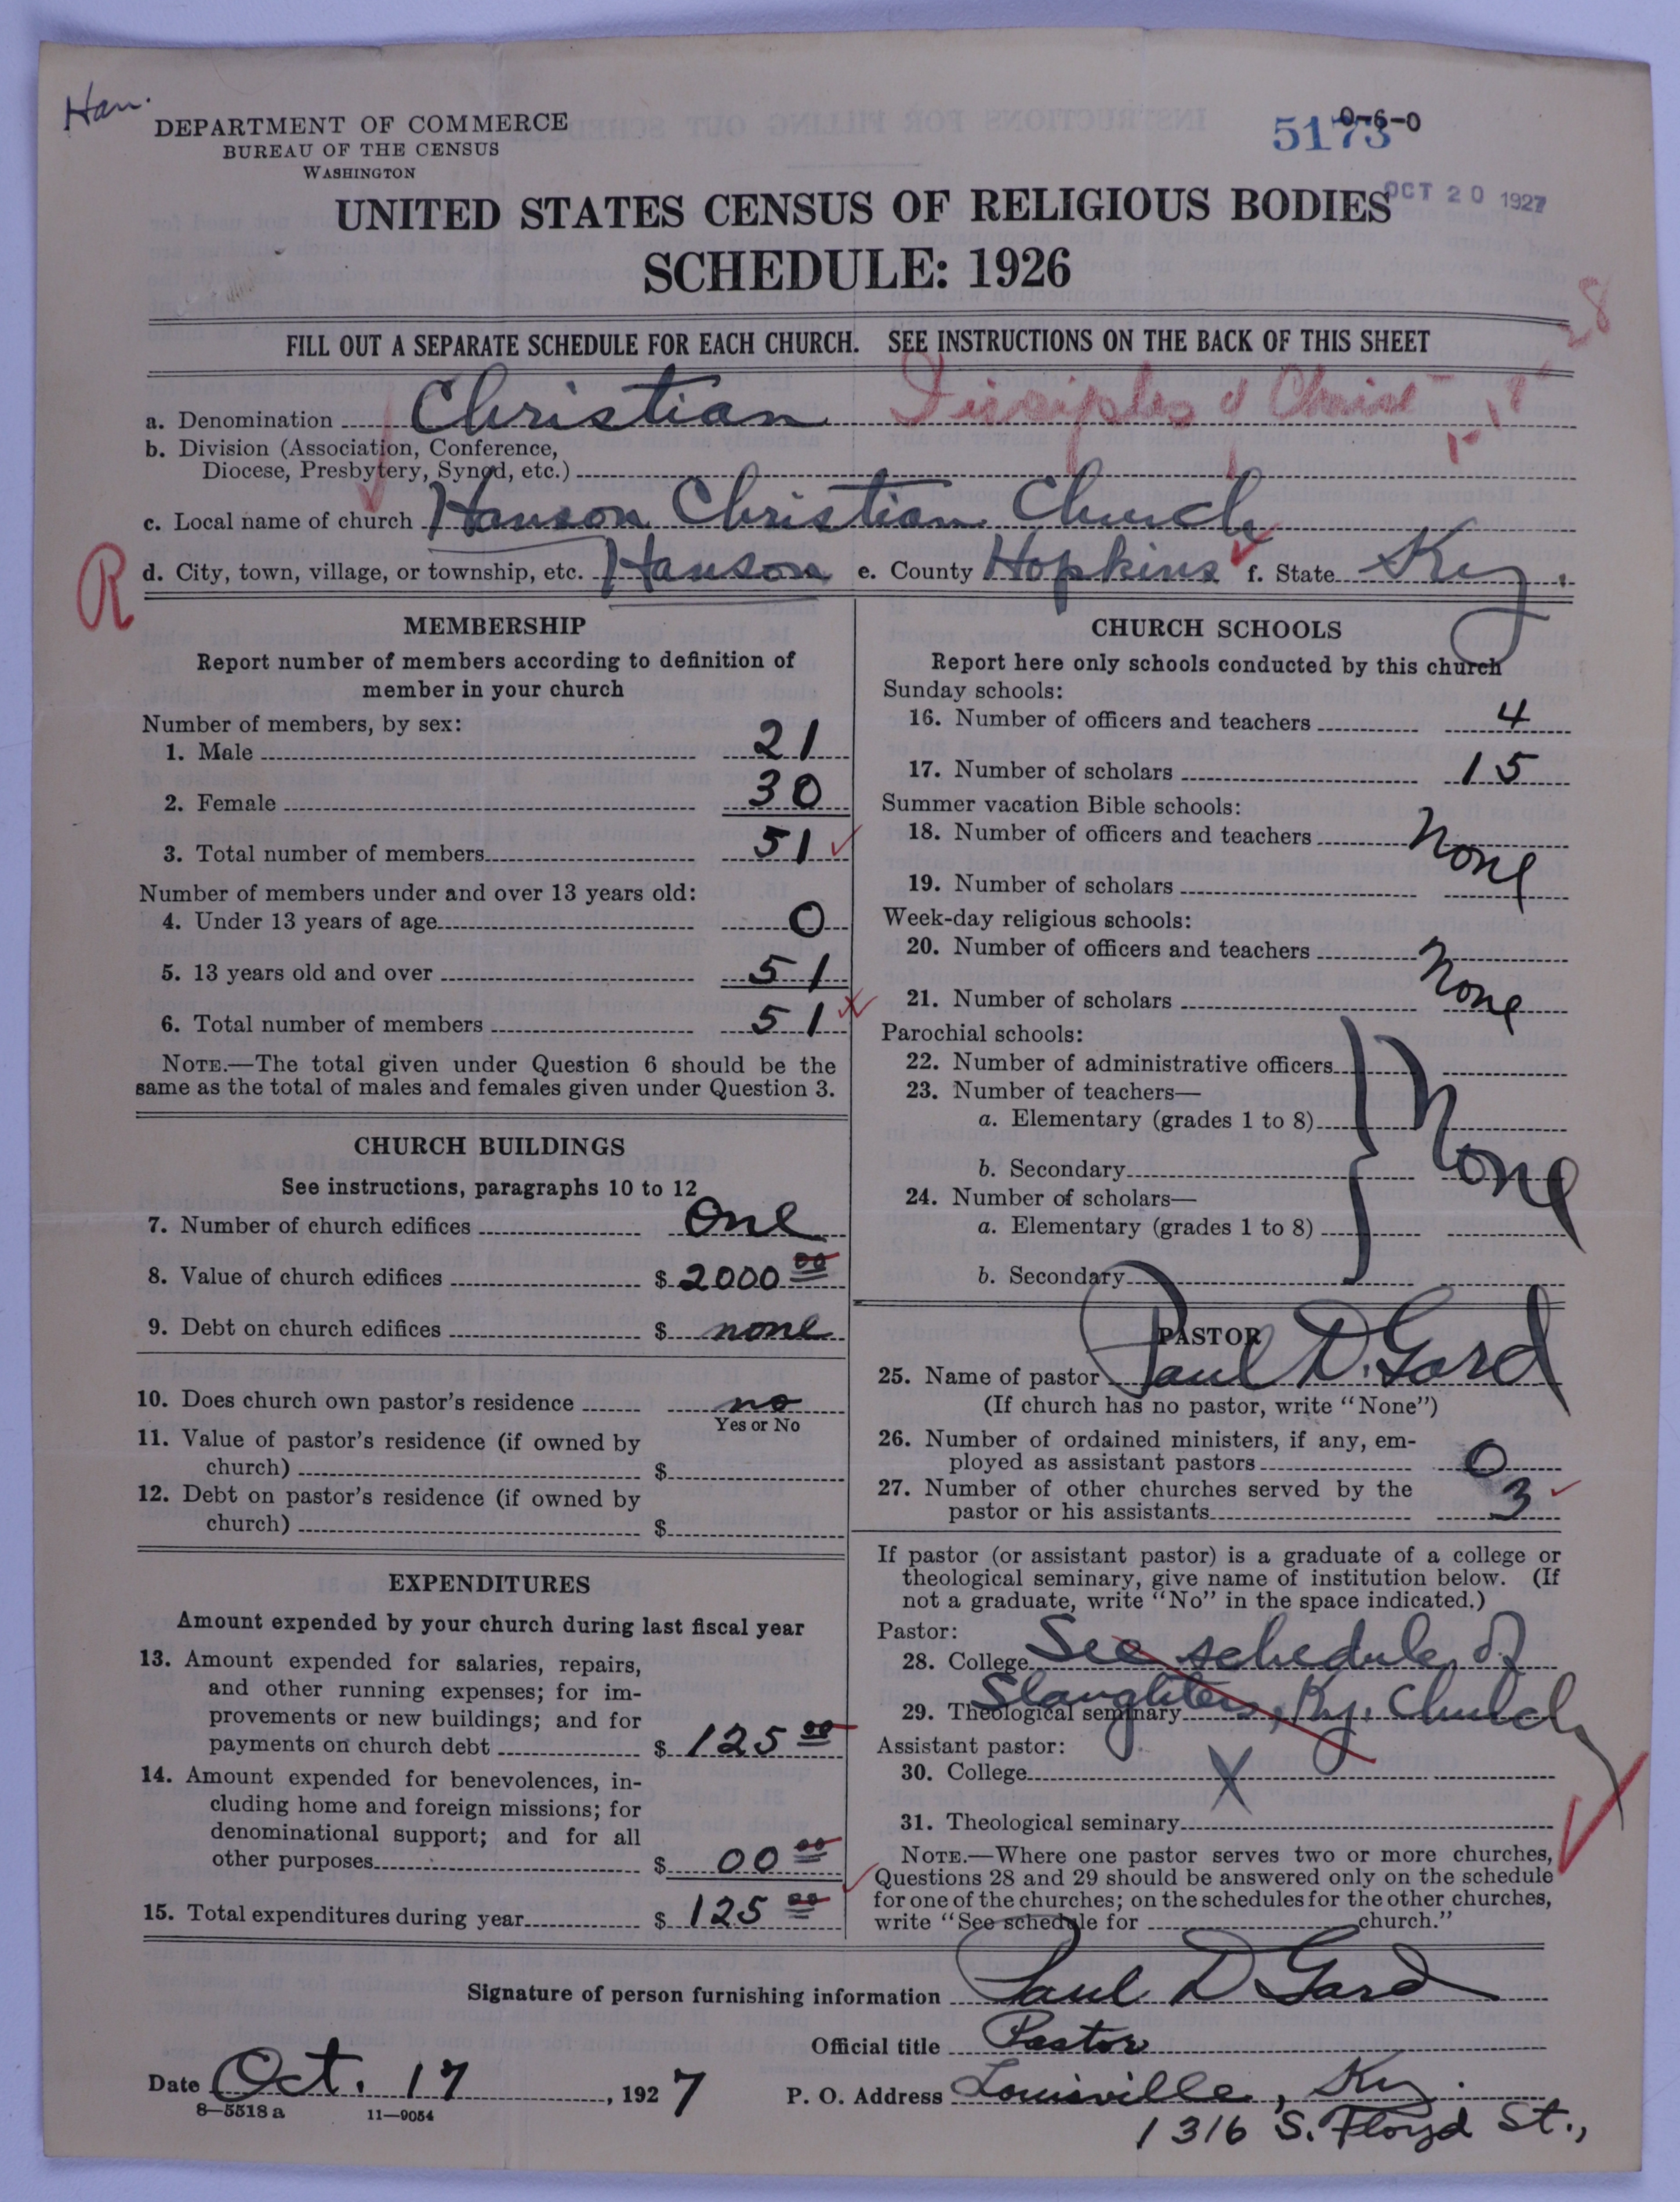 Han.
DEPARTMENT OF COMMERCE
BUREAU OF THE CENSUS
WASHINGTON
5173
0-6-0
OCT 20 1927
UNITED STATES CENSUS OF RELIGIOUS BODIES
SCHEDULE: 1926
28
FILL OUT A SEPARATE SCHEDULE FOR EACH CHURCH. SEE INSTRUCTIONS ON THE BACK OF THIS SHEET
a. Denomination Christian Disciples of Christ
b. Division (Association, Conference,
Diocese, Presbytery, Synod, etc.)
c. Local name of church Hanson Christian Church
R
d. City, town, village, or township, etc. Hanson e. County Hopkins f. State Ky.
MEMBERSHIP
Report number of members according to definition of
member in your church
Number of members, by sex:
1. Male 21
2. Female 30
3. Total number of members 51
Number of members under and over 13 years old:
4. Under 13 years of age 0
5. 13 years old and over 51
6. Total number of members 51
NOTE.—The total given under Question 6 should be the
same as the total of males and females given under Question 3.
CHURCH BUILDINGS
See instructions, paragraphs 10 to 12
7. Number of church edifices One
8. Value of church edifices $ 2000 00
9. Debt on church edifices $ none
10. Does church own pastor's residence no
Yes or No
11. Value of pastor's residence (if owned by
church) $
12. Debt on pastor's residence (if owned by
church) $
EXPENDITURES
Amount expended by your church during last fiscal year
13. Amount expended for salaries, repairs,
and other running expenses; for im-
provements or new buildings; and for
payments on church debt $ 125 00
14. Amount expended for benevolences, in-
cluding home and foreign missions; for
denominational support; and for all
other purposes $ 00 00
15. Total expenditures during year $ 125 00
CHURCH SCHOOLS
Report here only schools conducted by this church
Sunday schools:
16. Number of officers and teachers 4
17. Number of scholars 15
Summer vacation Bible schools:
18. Number of officers and teachers None
19. Number of scholars
Week-day religious schools:
20. Number of officers and teachers None
21. Number of scholars
Parochial schools:
22. Number of administrative officers
23. Number of teachers—
a. Elementary (grades 1 to 8)
None
b. Secondary
24. Number of scholars—
a. Elementary (grades 1 to 8)
b. Secondary
PASTOR
25. Name of pastor Paul D. Gard
(If church has no pastor, write "None")
26. Number of ordained ministers, if any, em-
ployed as assistant pastors 0
27. Number of other churches served by the
pastor or his assistants 3
If pastor (or assistant pastor) is a graduate of a college or
theological seminary, give name of institution below. (If
not a graduate, write "No" in the space indicated.)
Pastor:
28. College See schedule of
29. Theological seminary Slaughters, Ky. Church
Assistant pastor:
30. College X
31. Theological seminary
NOTE.—Where one pastor serves two or more churches,
Questions 28 and 29 should be answered only on the schedule
for one of the churches; on the schedules for the other churches,
write "See schedule for church."
Signature of person furnishing information Paul D Gard
Official title Pastor
Date Oct. 17, 1927 P. O. Address Louisville, Ky.
8—5518 a 11—9054
1316 S. Floyd St.,